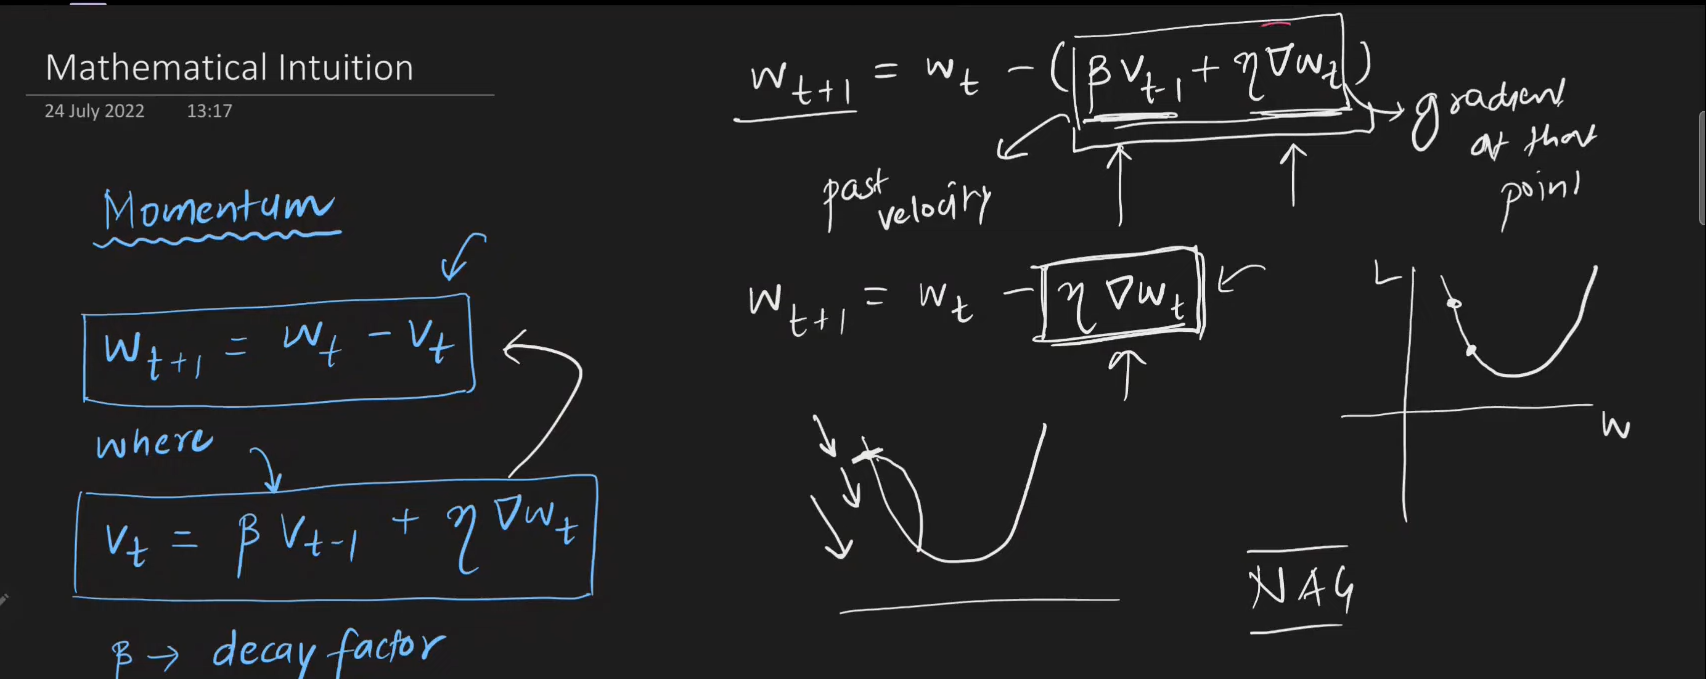 Mathematical Intuition
24 July 2022 13:17
Momentum
w_{t+1} = w_t - v_t
where
v_t = β v_{t-1} + η ∇w_t
β → decay factor
w_{t+1} = w_t - (β v_{t-1} + η ∇w_t)
past
velocity
gradient
at that
point
w_{t+1} = w_t - η ∇w_t
L
w
NAG